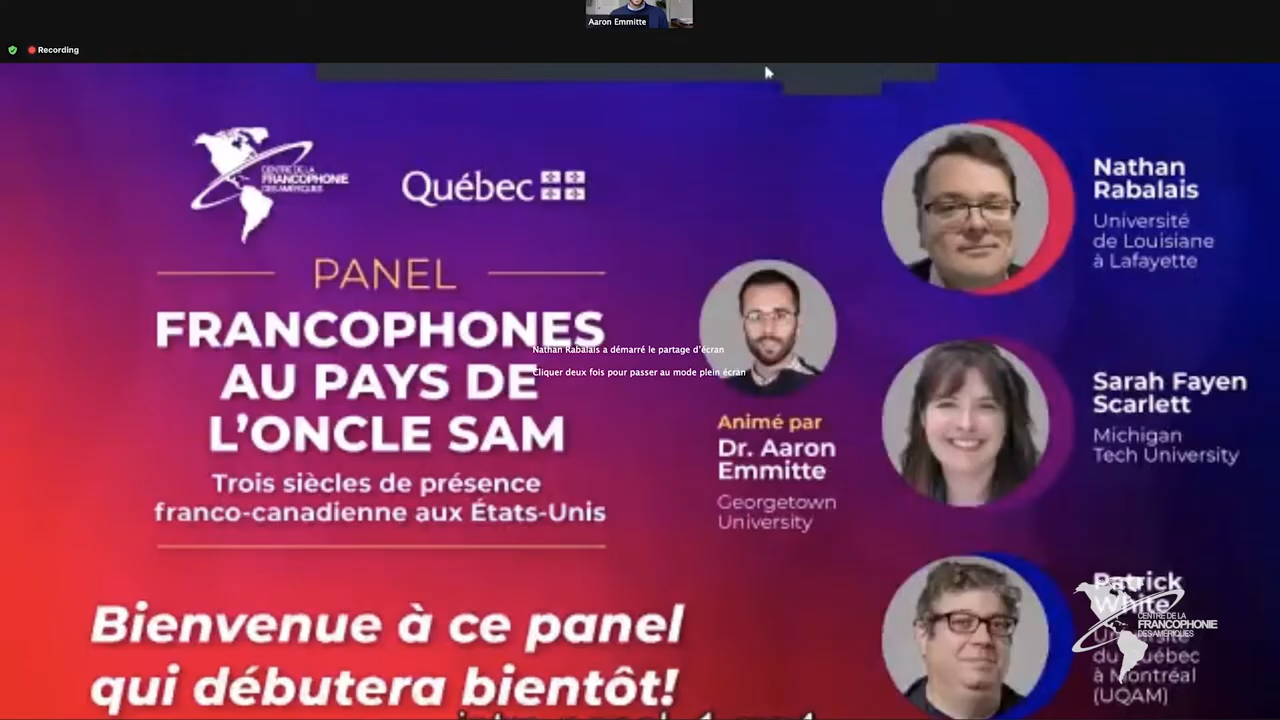 Aaron Emmitte
Recording
CENTRE DE LA
FRANCOPHONIE
DES AMÉRIQUES
Québec
PANEL
FRANCOPHONES
AU PAYS DE
L'ONCLE SAM
Trois siècles de présence
franco-canadienne aux États-Unis
Bienvenue à ce panel
qui débutera bientôt!
Nathan Rabalais a démarré le partage d'écran
Cliquer deux fois pour passer au mode plein écran
Animé par
Dr. Aaron
Emmitte
Georgetown
University
Nathan
Rabalais
Université
de Louisiane
à Lafayette
Sarah Fayen
Scarlett
Michigan
Tech University
Patrick
White
Université
du Québec
à Montréal
(UQAM)
CENTRE DE LA
FRANCOPHONIE
DES AMÉRIQUES